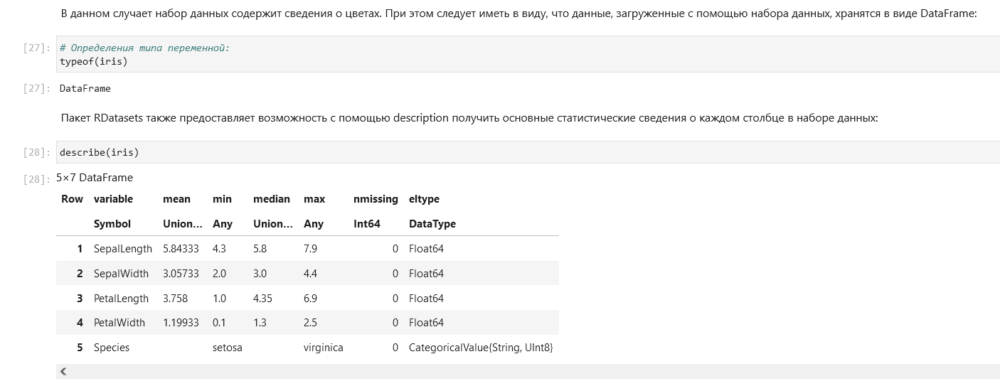 В данном случает набор данных содержит сведения о цветах. При этом следует иметь в виду, что данные, загруженные с помощью набора данных, хранятся в виде DataFrame:
[27]: # Определения типа переменной:
typeof(iris)
[27]: DataFrame
Пакет RDatasets также предоставляет возможность с помощью description получить основные статистические сведения о каждом столбце в наборе данных:
[28]: describe(iris)
[28]: 5×7 DataFrame
Row variable mean min median max nmissing eltype
Symbol Union... Any Union... Any Int64 DataType
1 SepalLength 5.84333 4.3 5.8 7.9 0 Float64
2 SepalWidth 3.05733 2.0 3.0 4.4 0 Float64
3 PetalLength 3.758 1.0 4.35 6.9 0 Float64
4 PetalWidth 1.19933 0.1 1.3 2.5 0 Float64
5 Species setosa virginica 0 CategoricalValue{String, UInt8}